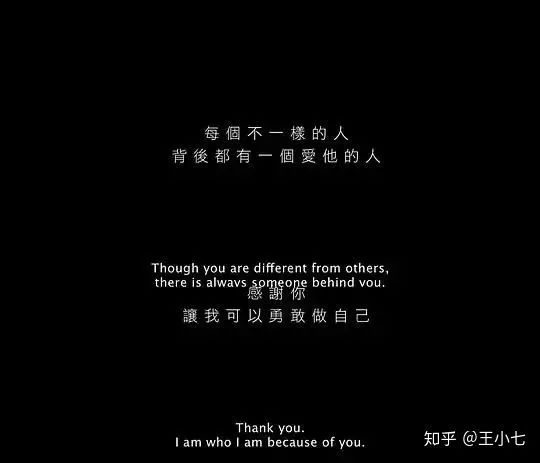 每個不一樣的人
背後都有一個愛他的人
Though you are different from others,
there is always someone behind you.
感謝你
讓我可以勇敢做自己
Thank you.
I am who I am because of you.
知乎 @王小七